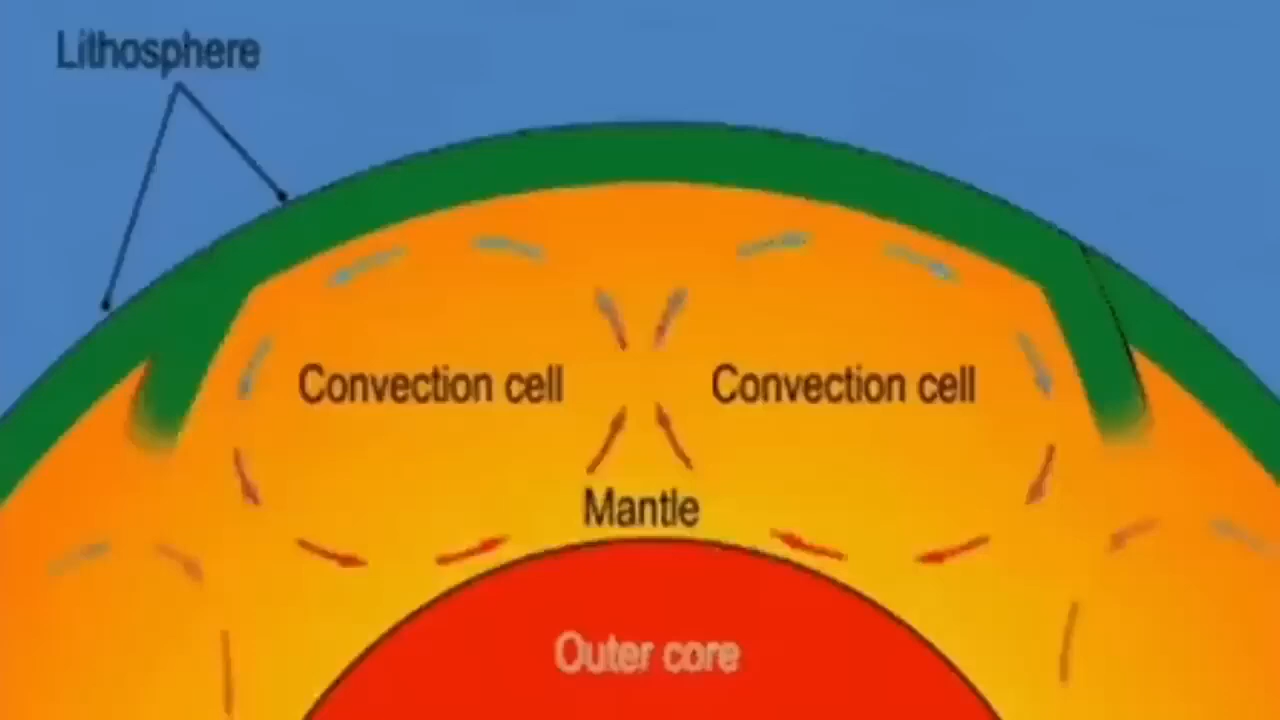 Lithosphere
Convection cell
Convection cell
Mantle
Outer core